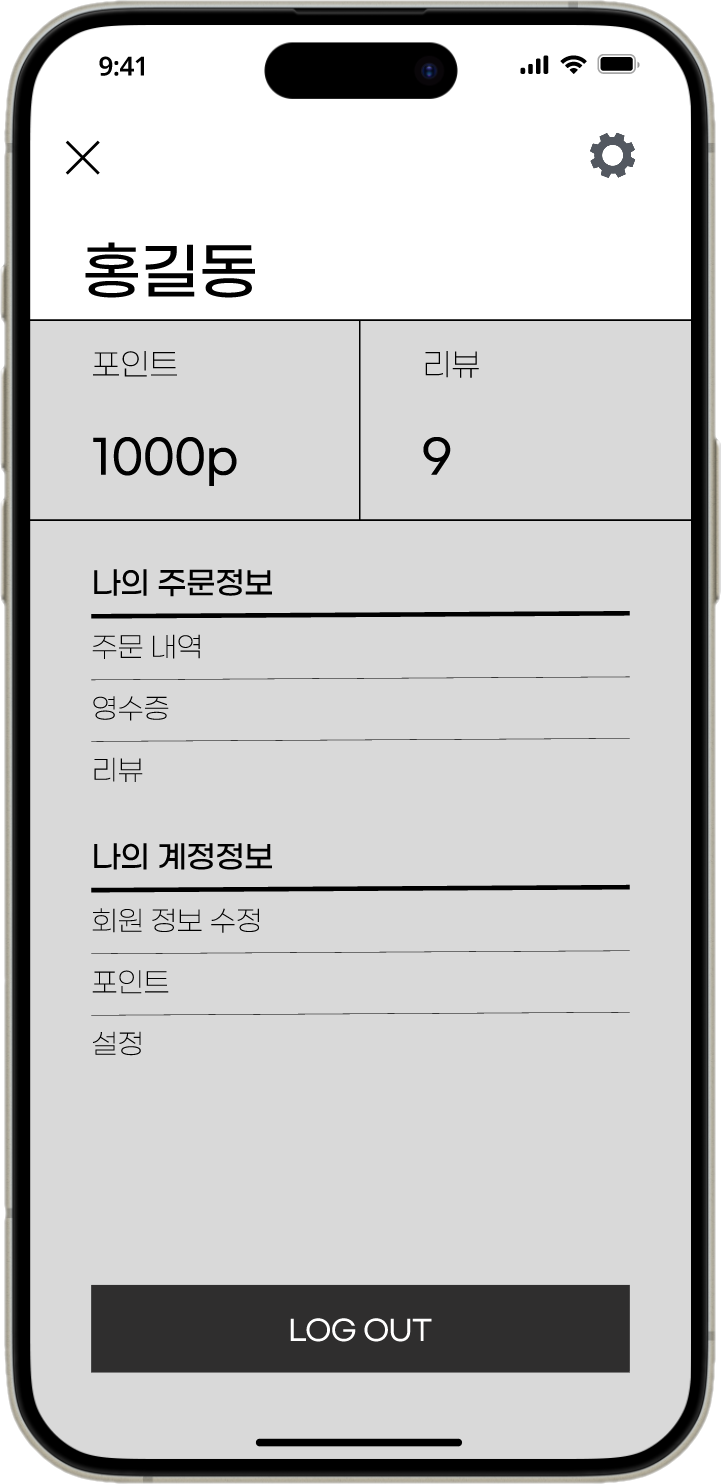 9:41
홍길동
포인트
리뷰
1000p
9
나의 주문정보
주문 내역
영수증
리뷰
나의 계정정보
회원 정보 수정
포인트
설정
LOG OUT